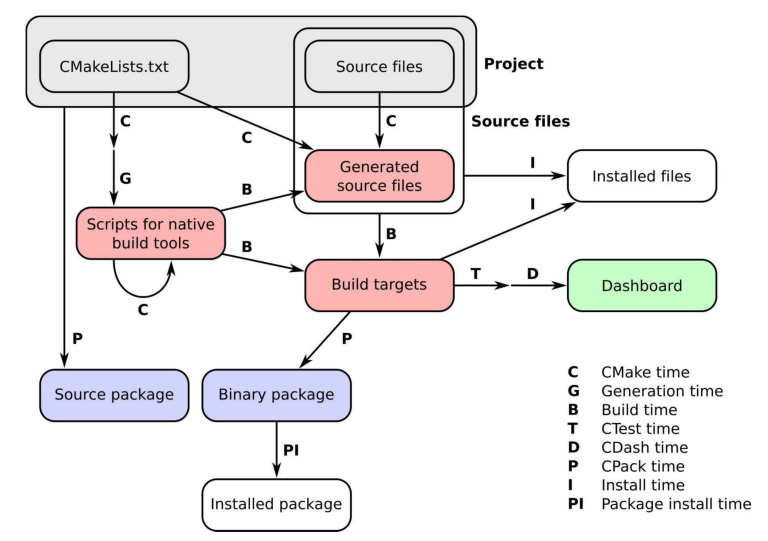 CMakeLists.txt
Source files
Project
C
C
C
Source files
G
Generated
source files
I
Installed files
B
I
Scripts for native
build tools
B
B
Build targets
T
D
Dashboard
C
P
P
Source package
Binary package
PI
Installed package
C CMake time
G Generation time
B Build time
T CTest time
D CDash time
P CPack time
I Install time
PI Package install time